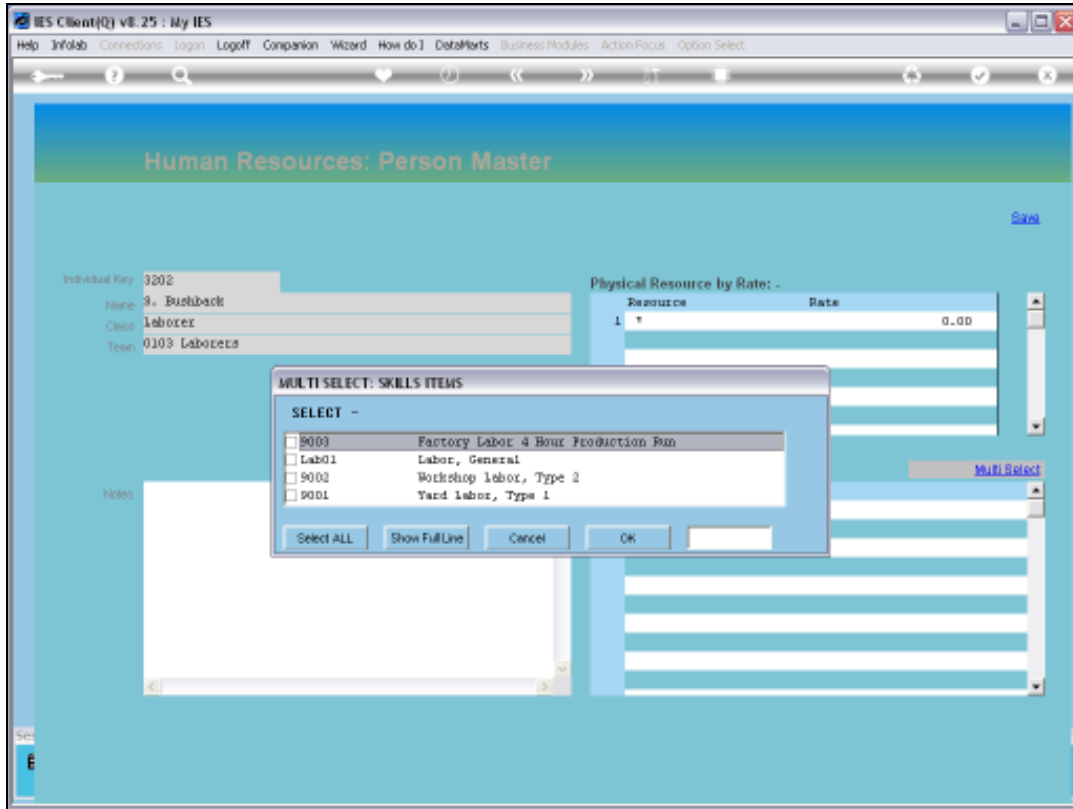 IES Client(Q) v8.25 : My IES
Help Infolab Connections Logon Logoff Companion Wizard How do I DataMarts Business Modules Action Focus Option Select
Human Resources: Person Master
Save
Individual Key 3202
Name S. Bushback
Class Laborer
Team 0103 Laborers
Physical Resource by Rate: -
Resource Rate
1 * 0.00
MULTI SELECT: SKILLS ITEMS
SELECT -
9003 Factory Labor 4 Hour Production Run
Lab01 Labor, General
9002 Workshop labor, Type 2
9001 Yard labor, Type 1
Select ALL Show Full Line Cancel OK
Multi Select
Notes